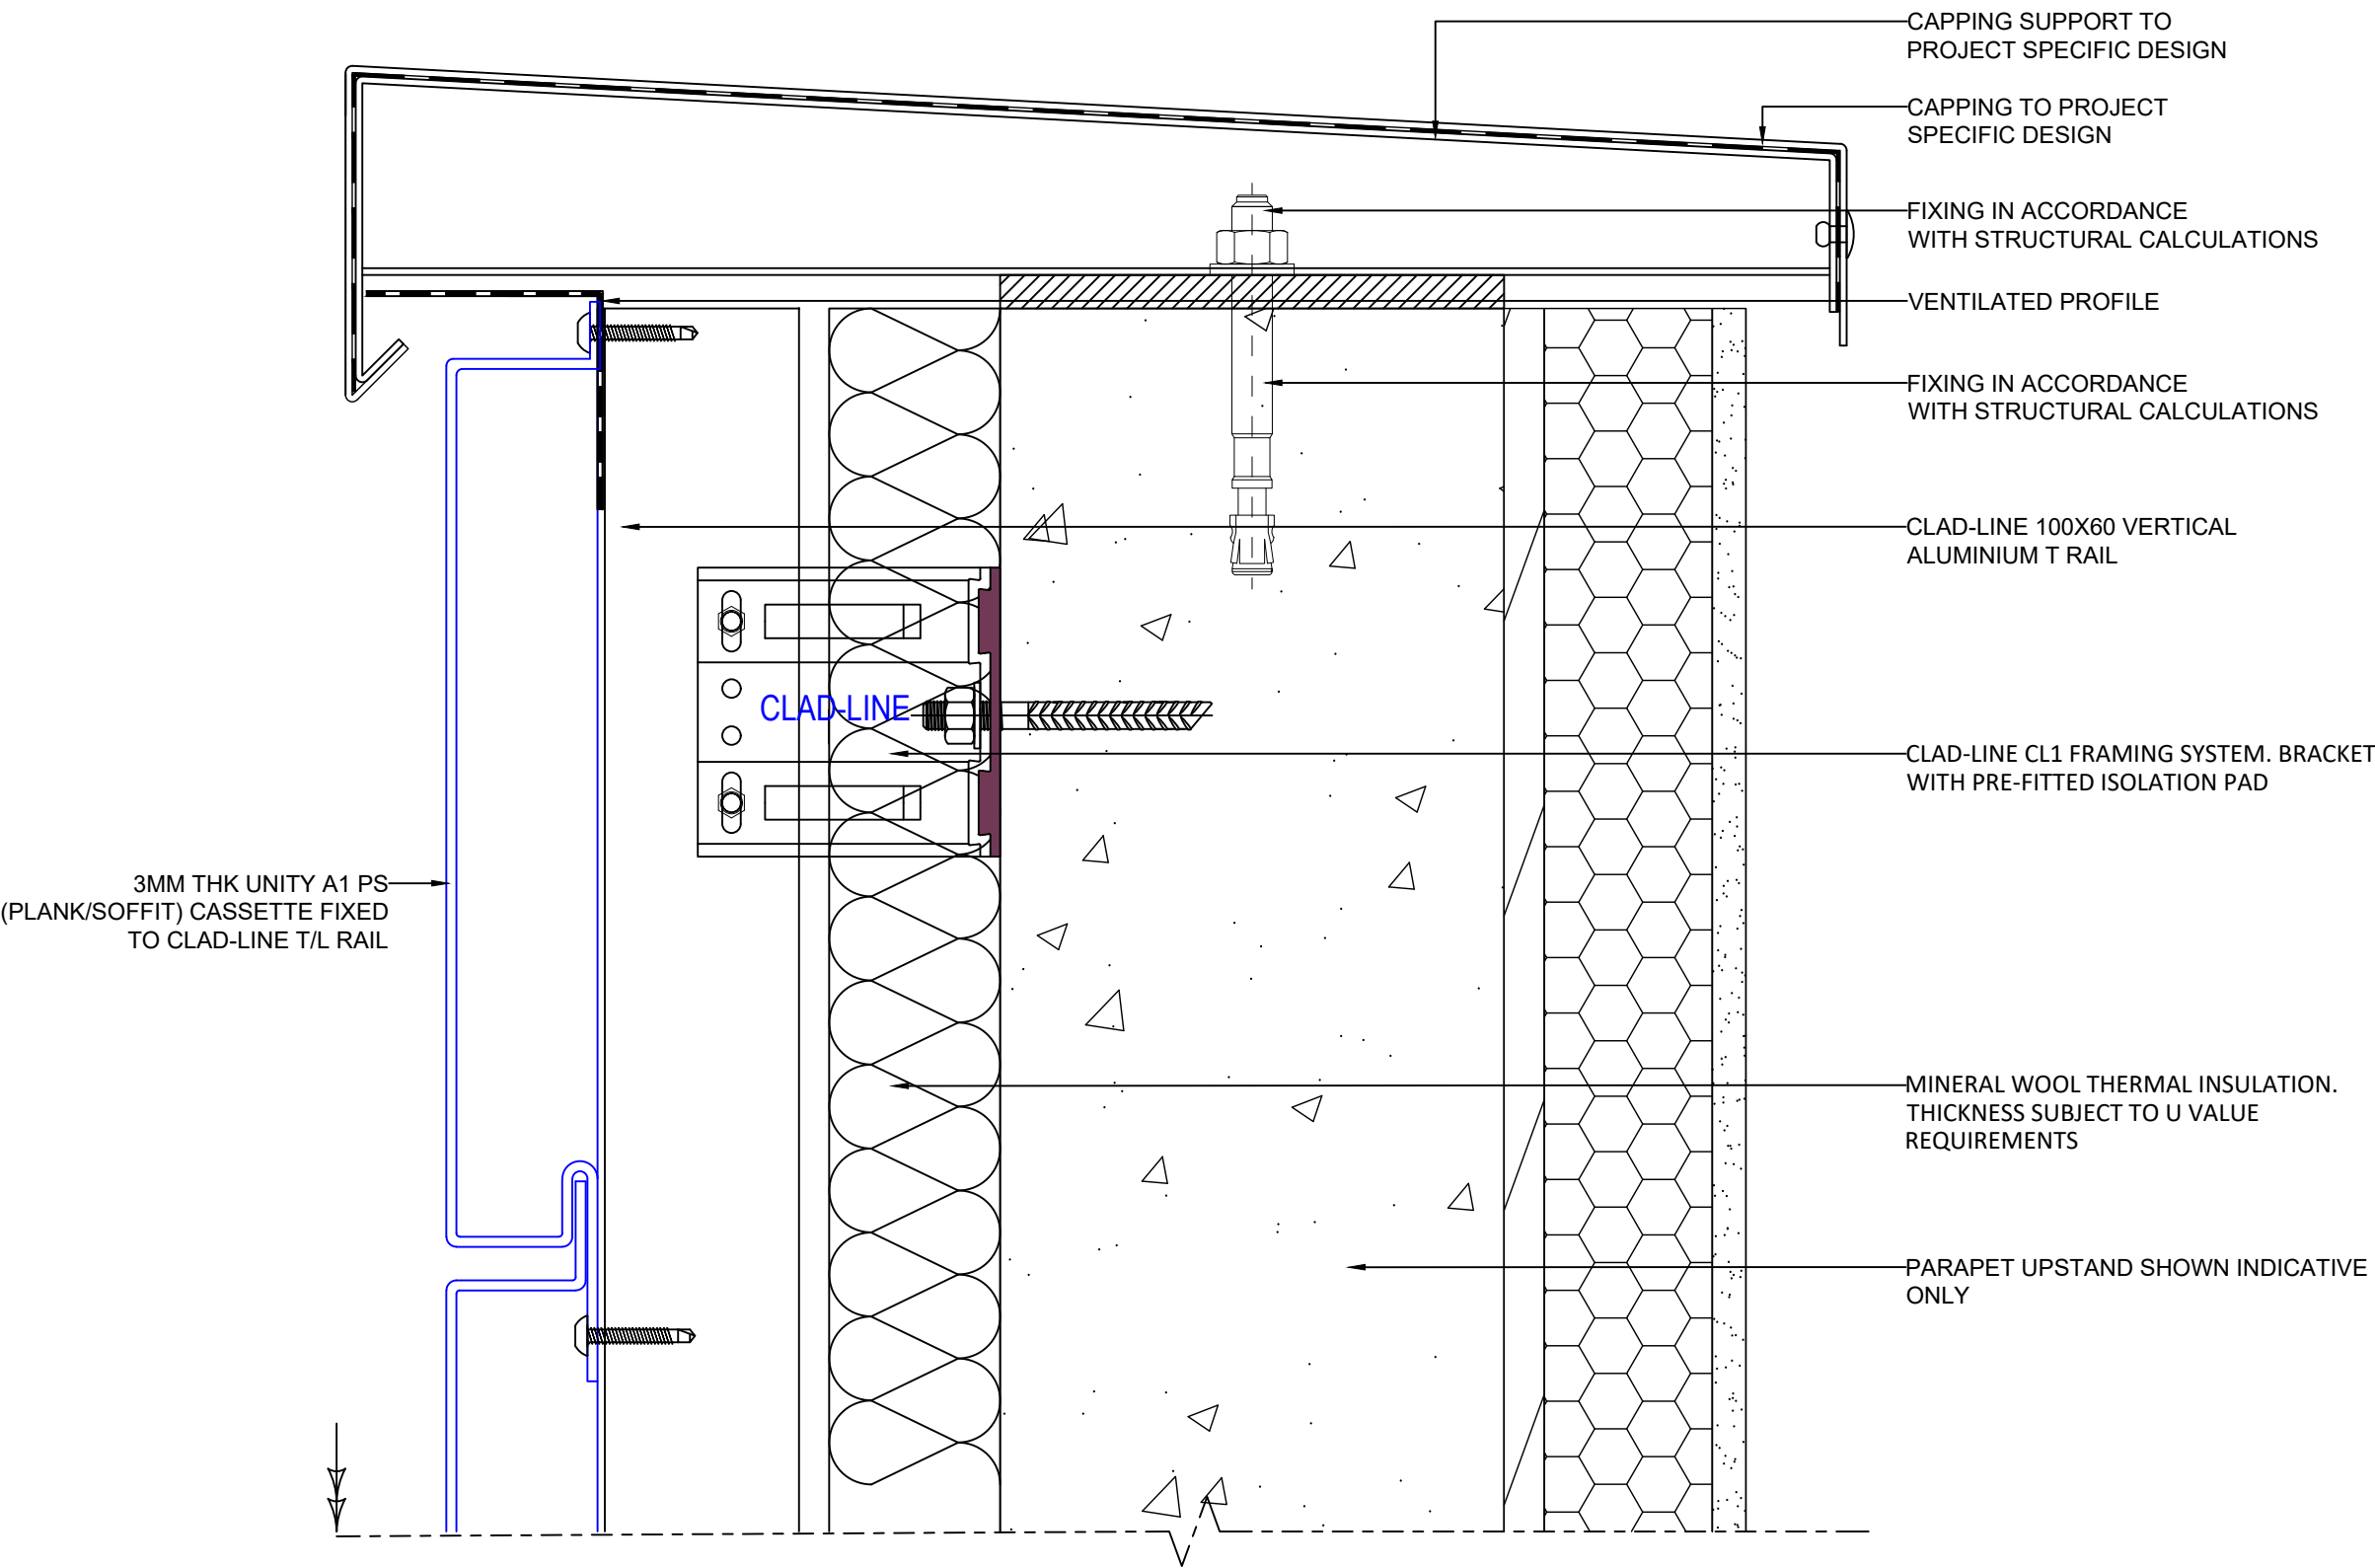 CAPPING SUPPORT TO
PROJECT SPECIFIC DESIGN
CAPPING TO PROJECT
SPECIFIC DESIGN
FIXING IN ACCORDANCE
WITH STRUCTURAL CALCULATIONS
VENTILATED PROFILE
FIXING IN ACCORDANCE
WITH STRUCTURAL CALCULATIONS
CLAD-LINE 100X60 VERTICAL
ALUMINIUM T RAIL
CLAD-LINE
CLAD-LINE CL1 FRAMING SYSTEM. BRACKET
WITH PRE-FITTED ISOLATION PAD
3MM THK UNITY A1 PS
(PLANK/SOFFIT) CASSETTE FIXED
TO CLAD-LINE T/L RAIL
MINERAL WOOL THERMAL INSULATION.
THICKNESS SUBJECT TO U VALUE
REQUIREMENTS
PARAPET UPSTAND SHOWN INDICATIVE
ONLY